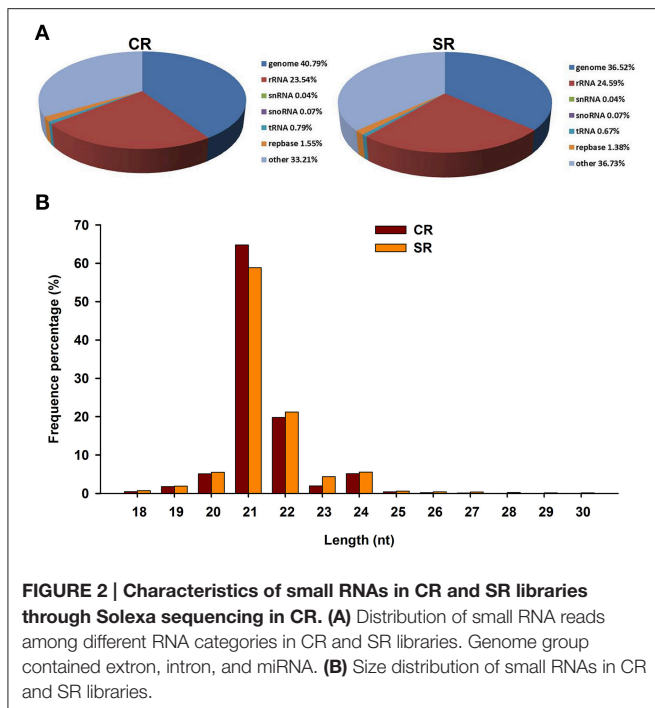 A
CR
genome 40.79%
rRNA 23.54%
snRNA 0.04%
snoRNA 0.07%
tRNA 0.79%
repbase 1.55%
other 33.21%
SR
genome 36.52%
rRNA 24.59%
snRNA 0.04%
snoRNA 0.07%
tRNA 0.67%
repbase 1.38%
other 36.73%
B
Frequence percentage (%)
70
60
50
40
30
20
10
0
CR
SR
18 19 20 21 22 23 24 25 26 27 28 29 30
Length (nt)
FIGURE 2 | Characteristics of small RNAs in CR and SR libraries
through Solexa sequencing in CR. (A) Distribution of small RNA reads
among different RNA categories in CR and SR libraries. Genome group
contained extron, intron, and miRNA. (B) Size distribution of small RNAs in CR
and SR libraries.